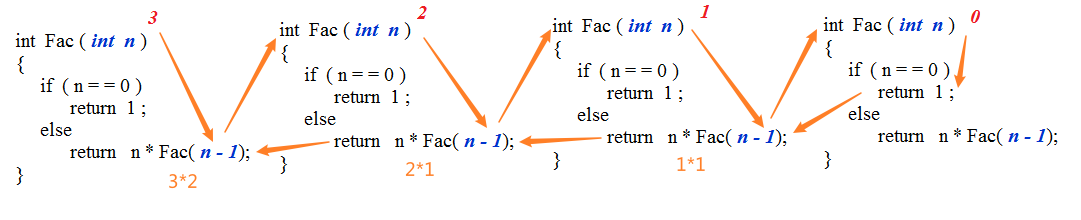 3
int Fac ( int n )
{
if ( n = = 0 )
return 1 ;
else
return n * Fac( n - 1);
}
3*2
2
int Fac ( int n )
{
if ( n = = 0 )
return 1 ;
else
return n * Fac( n - 1);
}
2*1
1
int Fac ( int n )
{
if ( n = = 0 )
return 1 ;
else
return n * Fac( n - 1);
}
1*1
0
int Fac ( int n )
{
if ( n = = 0 )
return 1 ;
else
return n * Fac( n - 1);
}